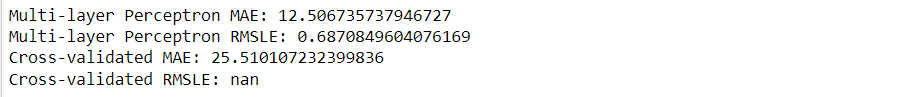 Multi-layer Perceptron MAE: 12.506735737946727
Multi-layer Perceptron RMSLE: 0.6870849604076169
Cross-validated MAE: 25.510107232399836
Cross-validated RMSLE: nan